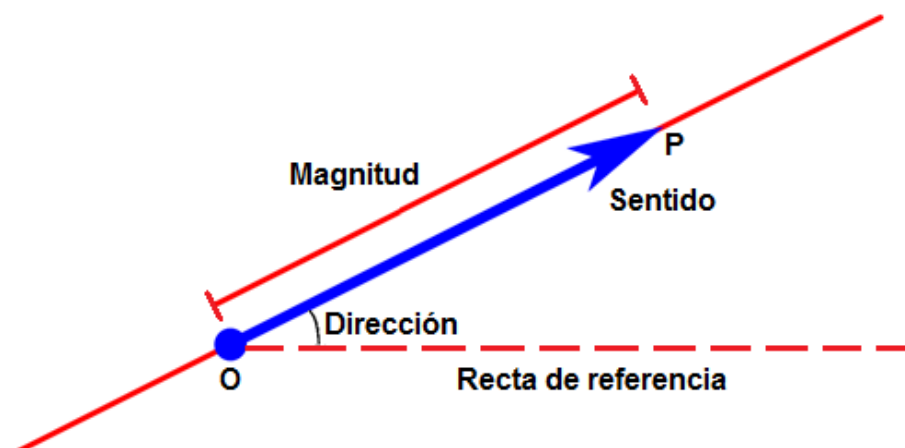 Magnitud
P
Sentido
Dirección
O
Recta de referencia